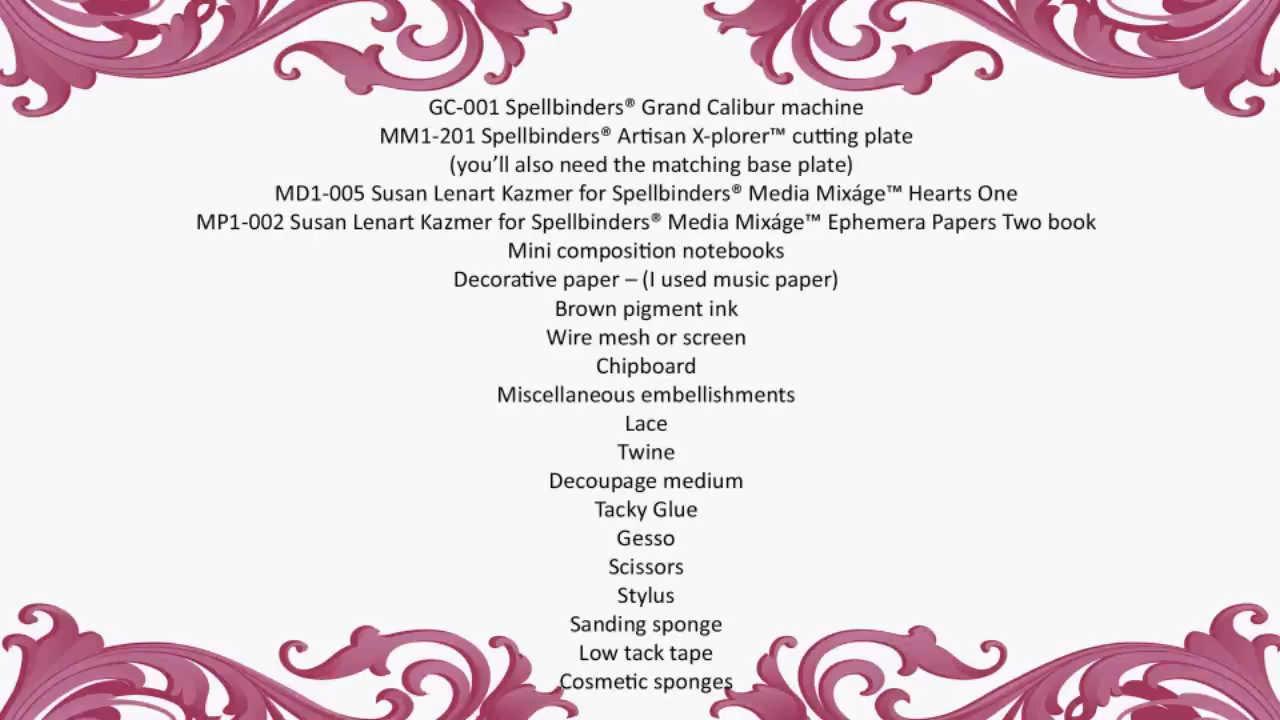 GC-001 Spellbinders® Grand Calibur machine
MM1-201 Spellbinders® Artisan X-plorer™ cutting plate
(you’ll also need the matching base plate)
MD1-005 Susan Lenart Kazmer for Spellbinders® Media Mixáge™ Hearts One
MP1-002 Susan Lenart Kazmer for Spellbinders® Media Mixáge™ Ephemera Papers Two book
Mini composition notebooks
Decorative paper – (I used music paper)
Brown pigment ink
Wire mesh or screen
Chipboard
Miscellaneous embellishments
Lace
Twine
Decoupage medium
Tacky Glue
Gesso
Scissors
Stylus
Sanding sponge
Low tack tape
Cosmetic sponges